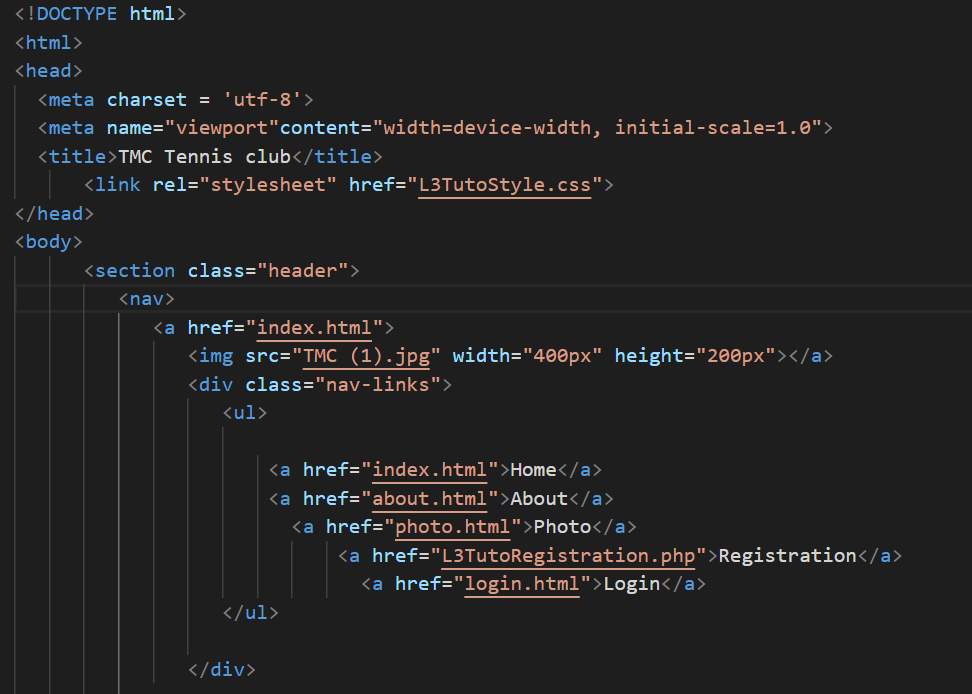 <!DOCTYPE html>
<html>
<head>
  <meta charset = 'utf-8'>
  <meta name="viewport"content="width=device-width, initial-scale=1.0">
  <title>TMC Tennis club</title>
      <link rel="stylesheet" href="L3TutoStyle.css">
</head>
<body>
      <section class="header">
         <nav>
            <a href="index.html">
               <img src="TMC (1).jpg" width="400px" height="200px"></a>
               <div class="nav-links">
                  <ul>
                      <a href="index.html">Home</a>
                      <a href="about.html">About</a>
                        <a href="photo.html">Photo</a>
                            <a href="L3TutoRegistration.php">Registration</a>
                              <a href="login.html">Login</a>
                  </ul>
               </div>